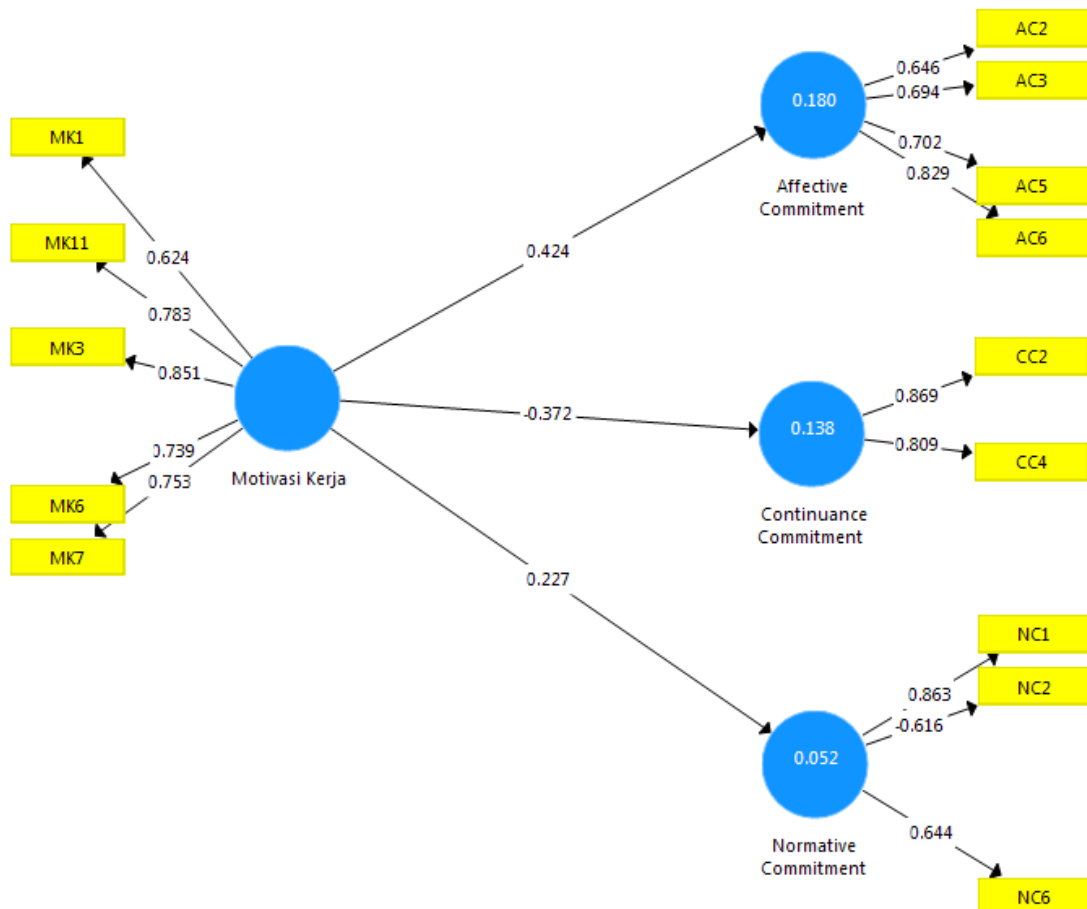 AC2
0.646
AC3
0.694
0.180
0.702
0.829
AC5
AC6
Affective
Commitment
MK1
MK11
0.624
0.783
MK3
0.851
0.739
0.753
MK6
MK7
Motivasi Kerja
0.424
-0.372
0.227
CC2
0.869
0.138
0.809
CC4
Continuance
Commitment
NC1
0.863
NC2
-0.616
0.052
0.644
Normative
Commitment
NC6